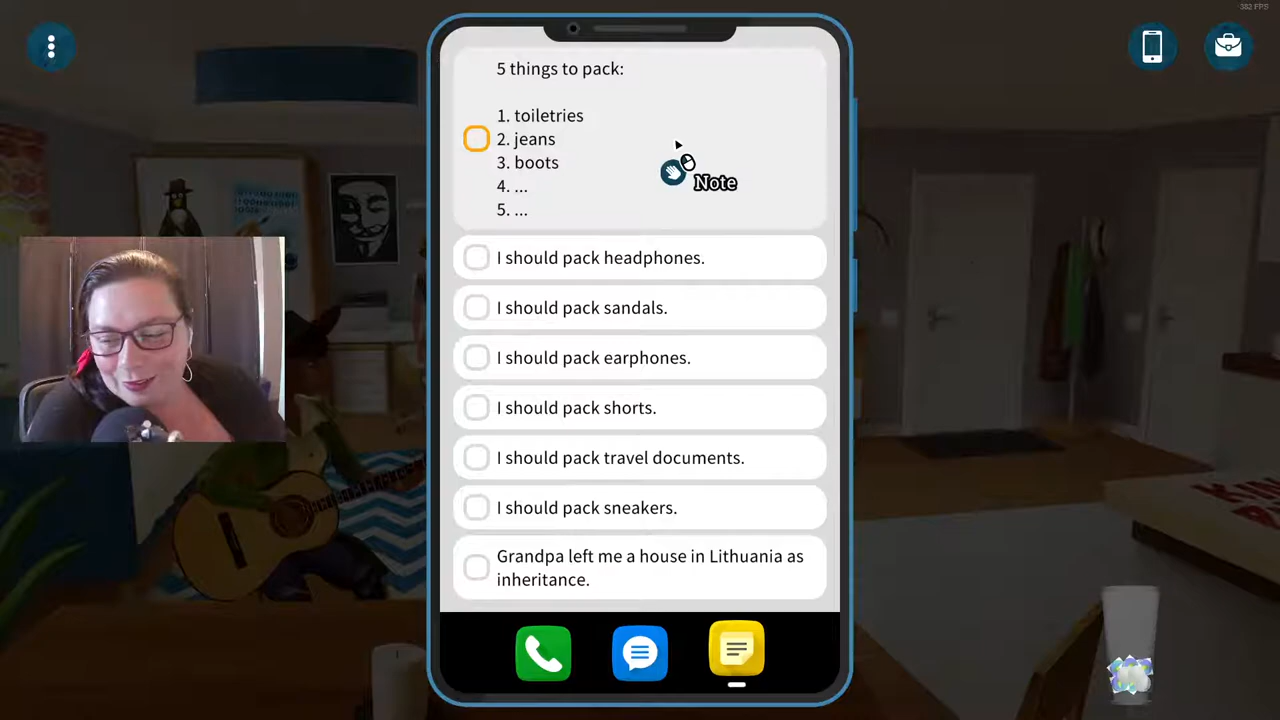 382 FPS
5 things to pack:
1. toiletries
2. jeans
3. boots
4. ...
5. ...
Note
I should pack headphones.
I should pack sandals.
I should pack earphones.
I should pack shorts.
I should pack travel documents.
I should pack sneakers.
Grandpa left me a house in Lithuania as
inheritance.